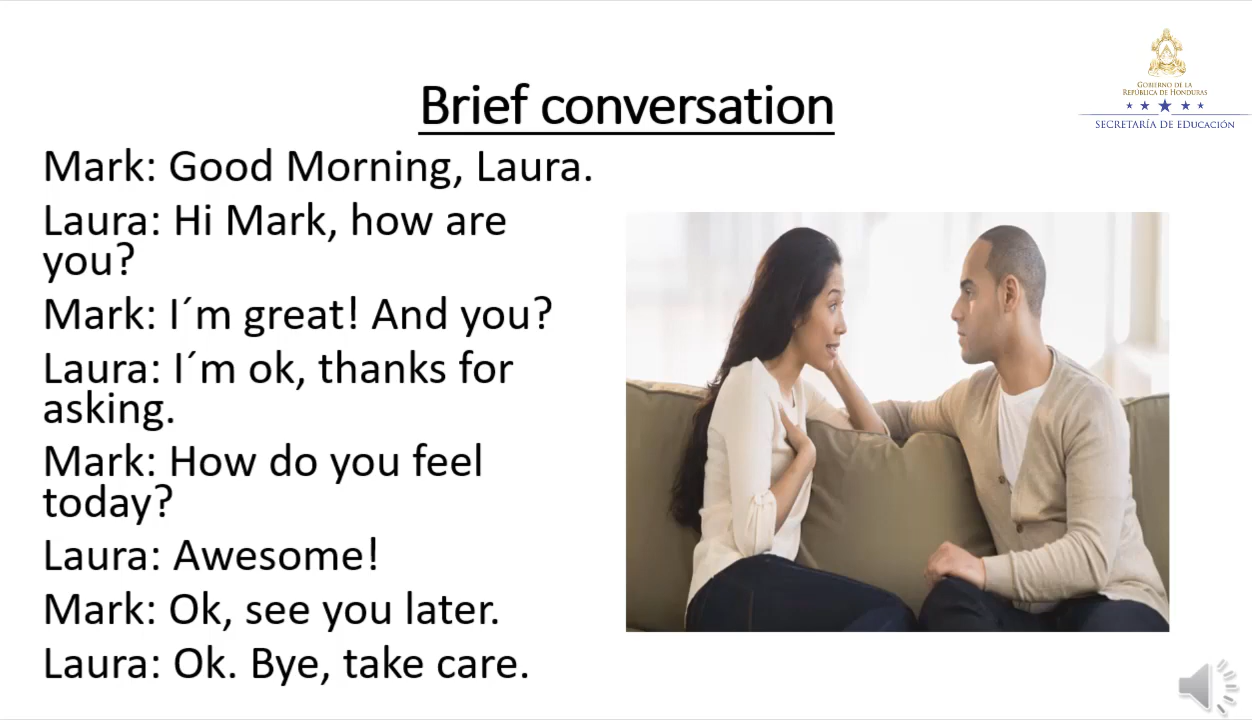 Brief conversation
GOBIERNO DE LA
REPÚBLICA DE HONDURAS
SECRETARÍA DE EDUCACIÓN
Mark: Good Morning, Laura.
Laura: Hi Mark, how are
you?
Mark: I´m great! And you?
Laura: I´m ok, thanks for
asking.
Mark: How do you feel
today?
Laura: Awesome!
Mark: Ok, see you later.
Laura: Ok. Bye, take care.